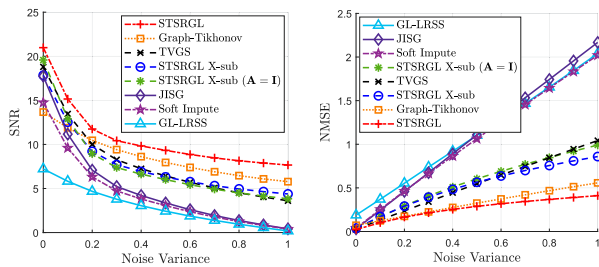 STSRGL
Graph-Tikhonov
TVGS
STSRGL X-sub
STSRGL X-sub (A = I)
JISG
Soft Impute
GL-LRSS
25
20
15
10
5
0
SNR
0 0.2 0.4 0.6 0.8 1
Noise Variance
GL-LRSS
JISG
Soft Impute
STSRGL X-sub (A = I)
TVGS
STSRGL X-sub
Graph-Tikhonov
STSRGL
2.5
2
1.5
1
0.5
0
NMSE
0 0.2 0.4 0.6 0.8 1
Noise Variance